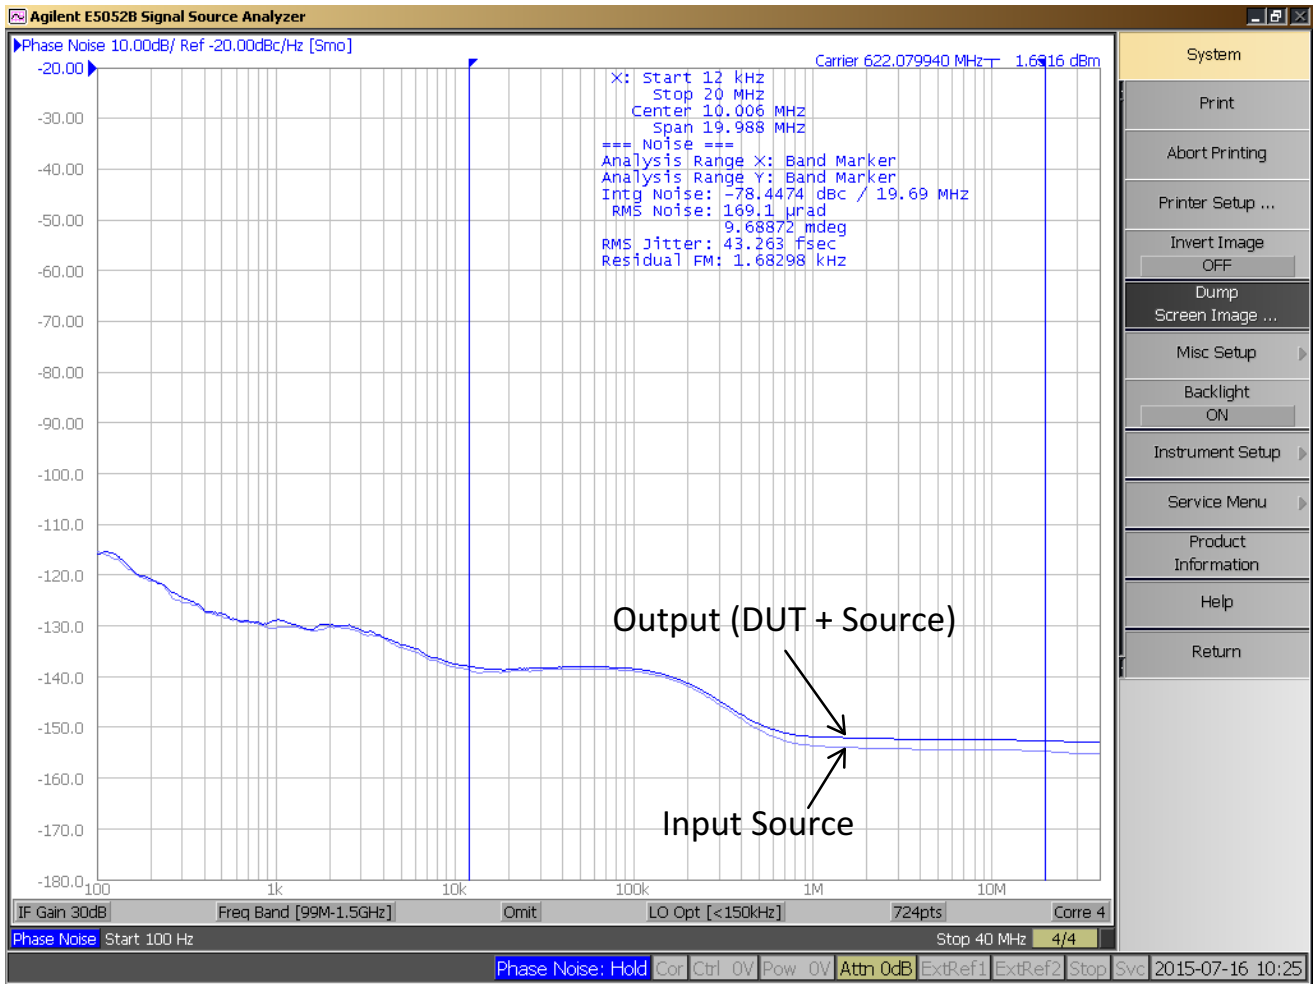 Agilent E5052B Signal Source Analyzer
Phase Noise 10.00dB/ Ref -20.00dBc/Hz [Smo]
Carrier 622.079940 MHz 1.6916 dBm
X: Start 12 kHz
Stop 20 MHz
Center 10.006 MHz
Span 19.988 MHz
=== Noise ===
Analysis Range X: Band Marker
Analysis Range Y: Band Marker
Intg Noise: -78.4474 dBc / 19.69 MHz
RMS Noise: 169.1 µrad
9.68872 mdeg
RMS Jitter: 43.263 fsec
Residual FM: 1.68298 kHz
-20.00
-30.00
-40.00
-50.00
-60.00
-70.00
-80.00
-90.00
-100.0
-110.0
-120.0
-130.0
-140.0
-150.0
-160.0
-170.0
-180.0
Output (DUT + Source)
Input Source
100 1k 10k 100k 1M 10M
IF Gain 30dB Freq Band [99M-1.5GHz] Omit LO Opt [<150kHz] 724pts Corre 4
Phase Noise Start 100 Hz Stop 40 MHz 4/4
Phase Noise: Hold Cor Ctrl 0V Pow 0V Attn 0dB ExtRef1 ExtRef2 Stop Svc 2015-07-16 10:25
System
Print
Abort Printing
Printer Setup ...
Invert Image
OFF
Dump
Screen Image ...
Misc Setup
Backlight
ON
Instrument Setup
Service Menu
Product
Information
Help
Return